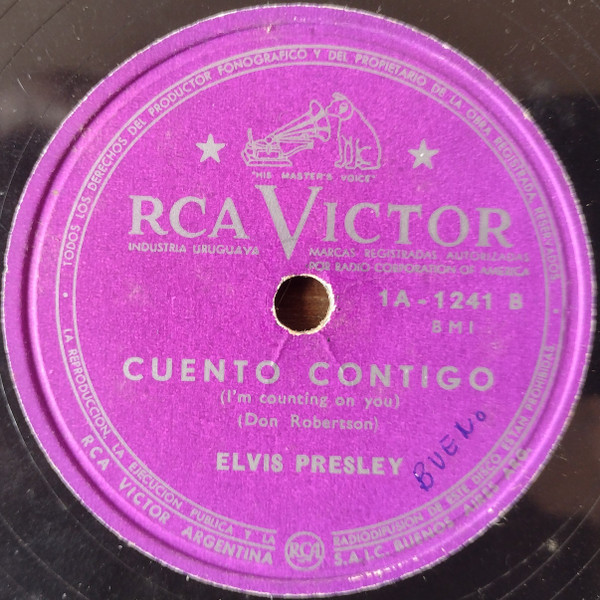 • TODOS LOS DERECHOS DEL PRODUCTOR FONOGRAFICO Y DEL PROPIETARIO DE LA OBRA REGISTRADA RESERVADOS •
"HIS MASTER'S VOICE"
RCA VICTOR
INDUSTRIA URUGUAYA
MARCAS REGISTRADAS AUTORIZADAS
POR RADIO CORPORATION OF AMERICA
1A - 1241 B
BMI
CUENTO CONTIGO
(I'm counting on you)
(Don Robertson)
ELVIS PRESLEY
BUENO
LA REPRODUCCION, LA EJECUCION PUBLICA Y LA RADIODIFUSION DE ESTE DISCO ESTAN PROHIBIDAS.
RCA VICTOR ARGENTINA
RCA
S.A.I.C. BUENOS AIRES ARG.